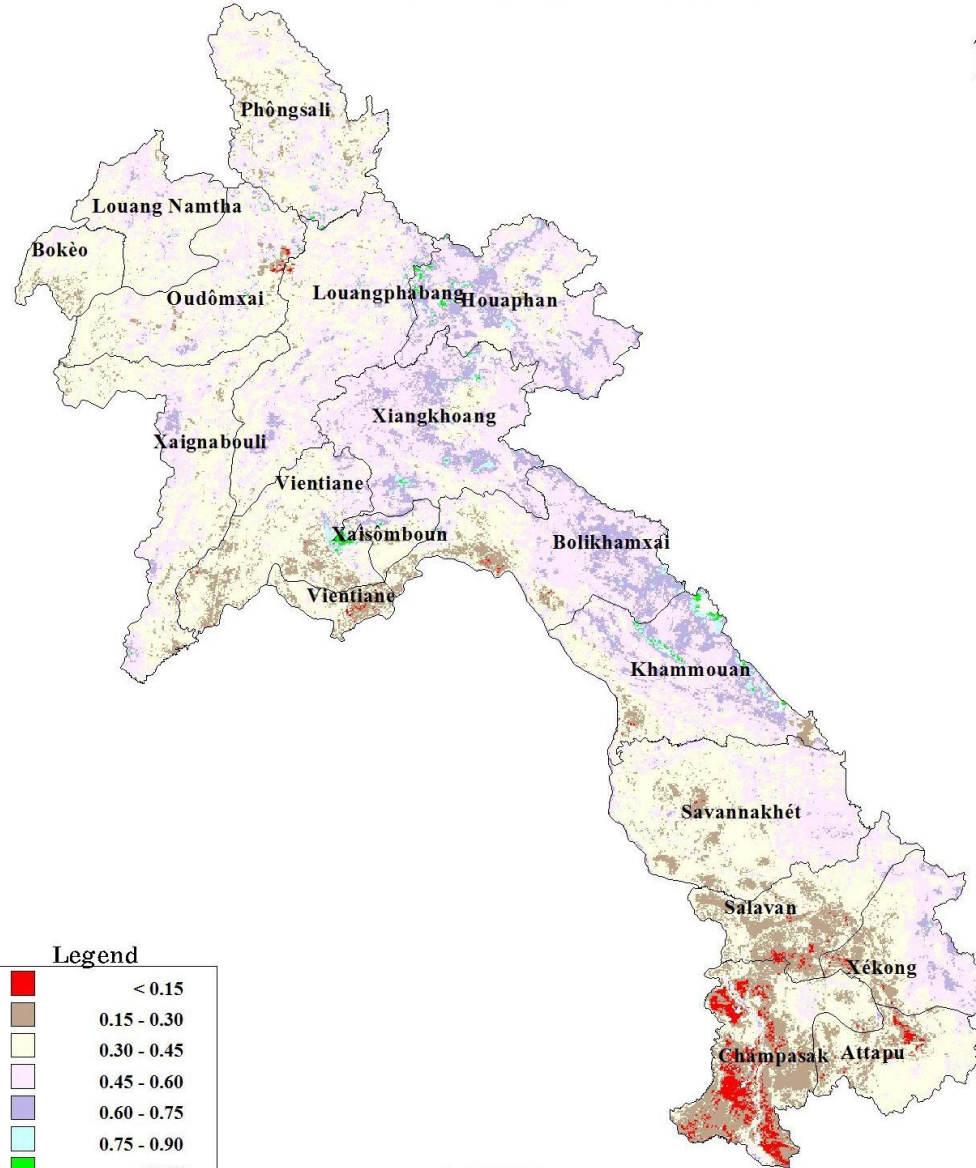 Phôngsali
Louang Namtha
Bokèo
Oudômxai
Louangphabang
Houaphan
Xiangkhoang
Xaignabouli
Vientiane
Xaisômboun
Bolikhamxai
Vientiane
Khammouan
Savannakhét
Salavan
Xékong
Champasak
Attapu
Legend
< 0.15
0.15 - 0.30
0.30 - 0.45
0.45 - 0.60
0.60 - 0.75
0.75 - 0.90